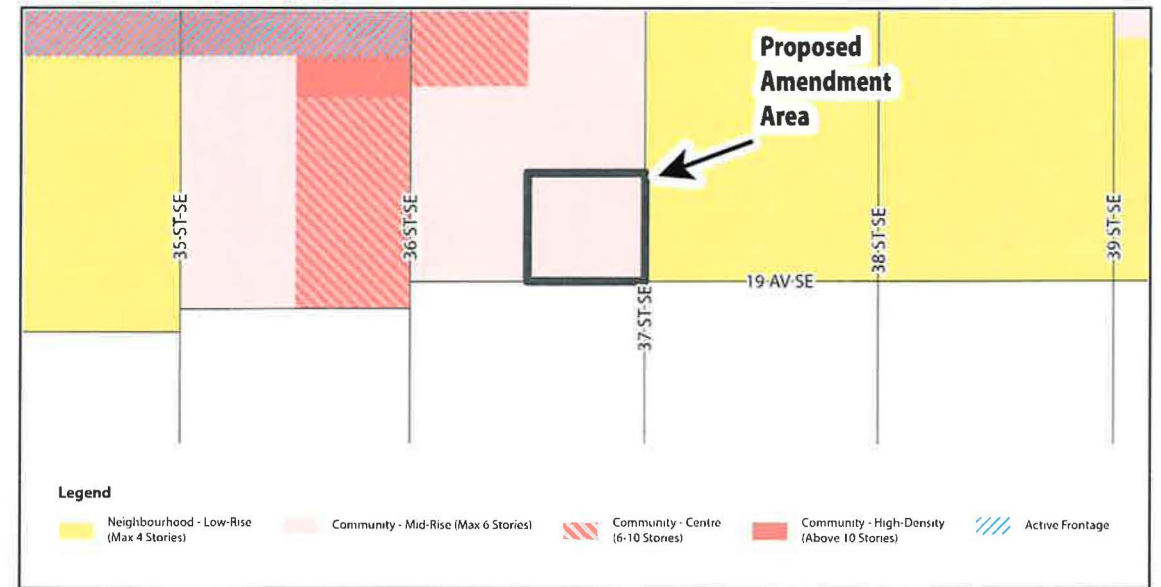 Proposed
Amendment
Area
35-ST-SE
36-ST-SE
37-ST-SE
38-ST-SE
39-ST-SE
19-AV-SE
Legend
Neighbourhood - Low-Rise
(Max 4 Stories)
Community - Mid-Rise (Max 6 Stories)
Community - Centre
(6-10 Stories)
Community - High-Density
(Above 10 Stories)
Active Frontage